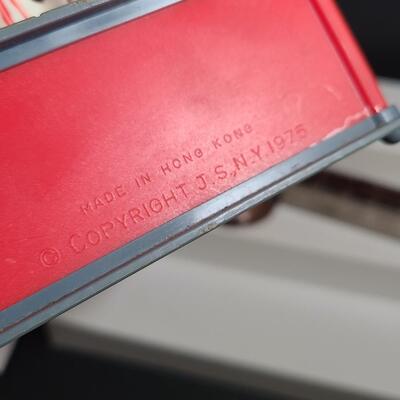 MADE IN HONG KONG
© COPYRIGHT J.S,N.Y.1975